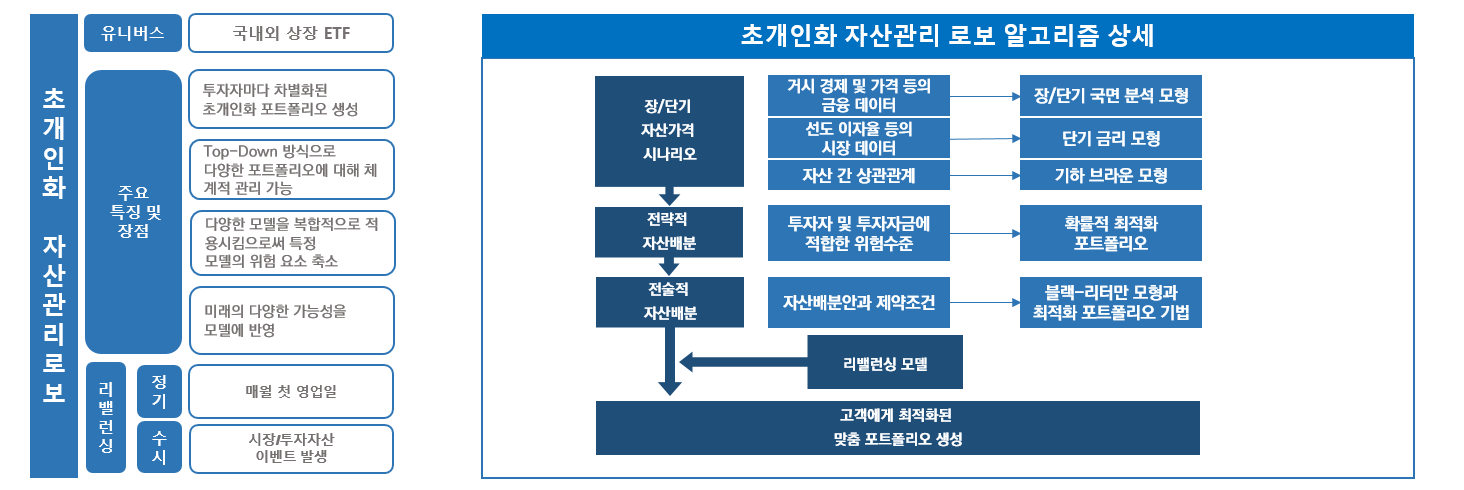 초개인화 자산관리로보
유니버스
국내외 상장 ETF
주요
특징 및
장점
투자자마다 차별화된
초개인화 포트폴리오 생성
Top-Down 방식으로
다양한 포트폴리오에 대해 체
계적 관리 가능
다양한 모델을 복합적으로 적
용시킴으로써 특정
모델의 위험 요소 축소
미래의 다양한 가능성을
모델에 반영
리밸런싱
정기
매월 첫 영업일
수시
시장/투자자산
이벤트 발생
초개인화 자산관리 로보 알고리즘 상세
장/단기
자산가격
시나리오
거시 경제 및 가격 등의
금융 데이터
장/단기 국면 분석 모형
선도 이자율 등의
시장 데이터
단기 금리 모형
자산 간 상관관계
기하 브라운 모형
전략적
자산배분
투자자 및 투자자금에
적합한 위험수준
확률적 최적화
포트폴리오
전술적
자산배분
자산배분안과 제약조건
블랙-리터만 모형과
최적화 포트폴리오 기법
리밸런싱 모델
고객에게 최적화된
맞춤 포트폴리오 생성